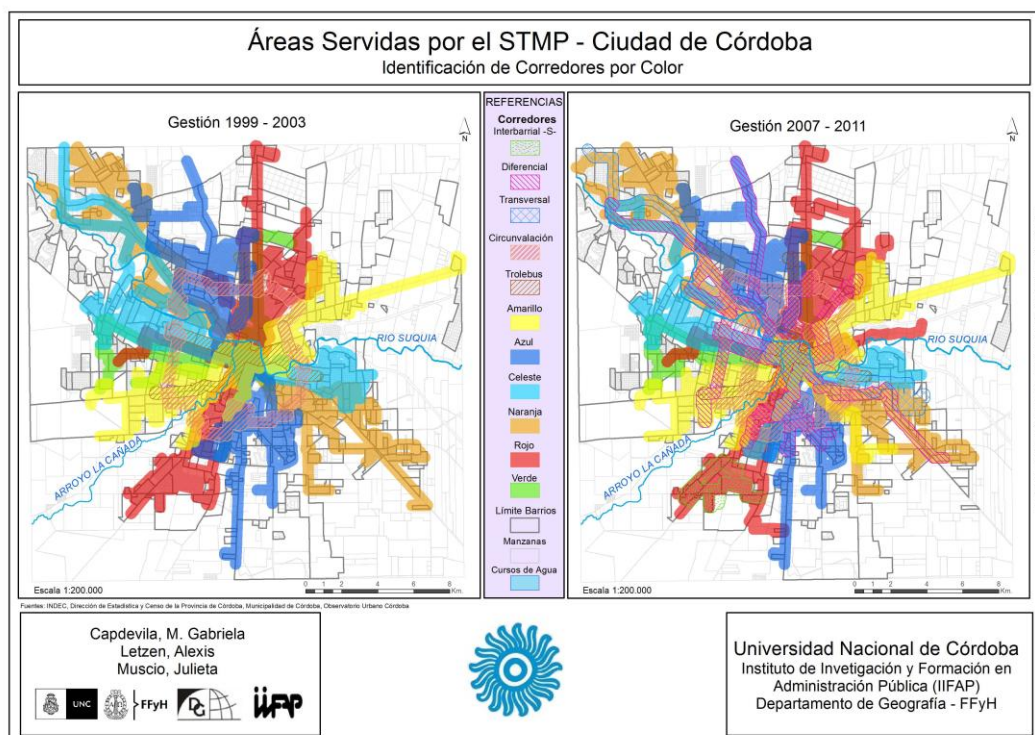 Áreas Servidas por el STMP - Ciudad de Córdoba
Identificación de Corredores por Color
Gestión 1999 - 2003
N
RIO SUQUIA
ARROYO LA CAÑADA
Escala 1:200.000
0 1 2 4 6 8
Km.
REFERENCIAS
Corredores
Interbarrial -S-
Diferencial
Transversal
Circunvalación
Trolebus
Amarillo
Azul
Celeste
Naranja
Rojo
Verde
Límite Barrios
Manzanas
Cursos de Agua
Gestión 2007 - 2011
N
RIO SUQUIA
ARROYO LA CAÑADA
Escala 1:200.000
0 1 2 4 6 8
Km.
Fuentes: INDEC, Dirección de Estadística y Censo de la Provincia de Córdoba, Municipalidad de Córdoba, Observatorio Urbano Córdoba
Capdevila, M. Gabriela
Letzen, Alexis
Muscio, Julieta
UNC FFyH DG iifap
Universidad Nacional de Córdoba
Instituto de Invetigación y Formación en
Administración Pública (IIFAP)
Departamento de Geografía - FFyH